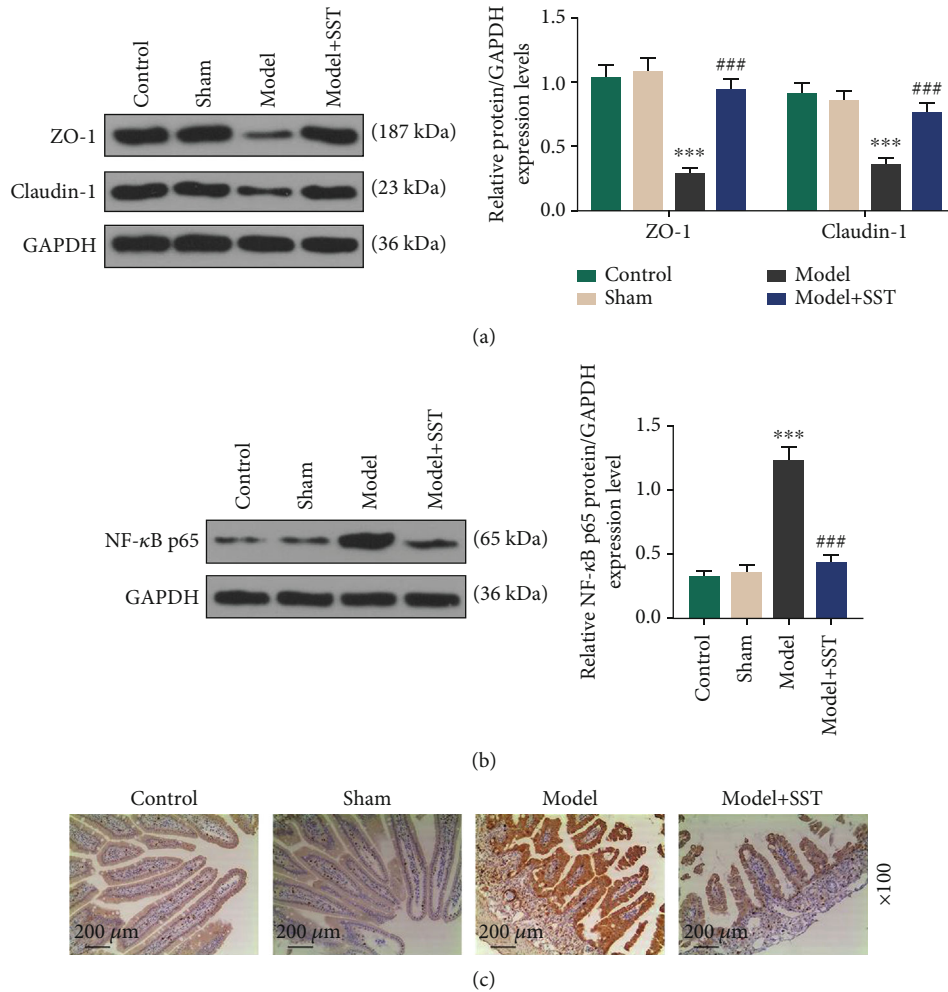 Control
Sham
Model
Model+SST
ZO-1
(187 kDa)
Claudin-1
(23 kDa)
GAPDH
(36 kDa)
Relative protein/GAPDH
expression levels
1.5
1.0
0.5
0.0
***
###
***
###
ZO-1
Claudin-1
Control
Model
Sham
Model+SST
(a)
Control
Sham
Model
Model+SST
NF-κB p65
(65 kDa)
GAPDH
(36 kDa)
Relative NF-κB p65 protein/GAPDH
expression level
1.5
1.0
0.5
0.0
***
###
Control
Sham
Model
Model+SST
(b)
Control
Sham
Model
Model+SST
200 μm
200 μm
200 μm
200 μm
×100
(c)